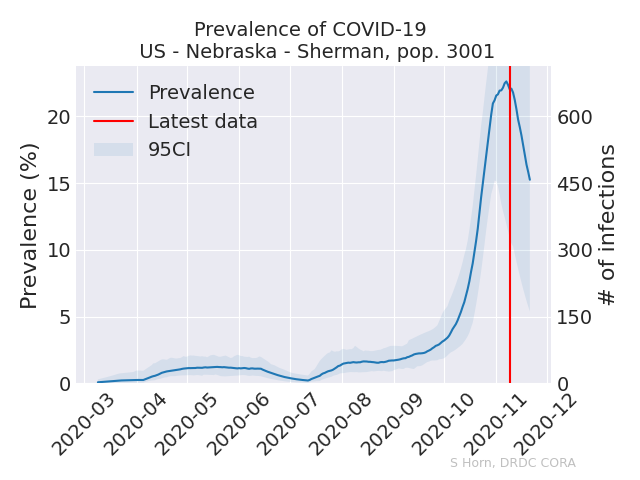 Prevalence of COVID-19
US - Nebraska - Sherman, pop. 3001
Prevalence
Latest data
95CI
Prevalence (%)
20
15
10
5
0
# of infections
600
450
300
150
0
2020-03
2020-04
2020-05
2020-06
2020-07
2020-08
2020-09
2020-10
2020-11
2020-12
S Horn, DRDC CORA